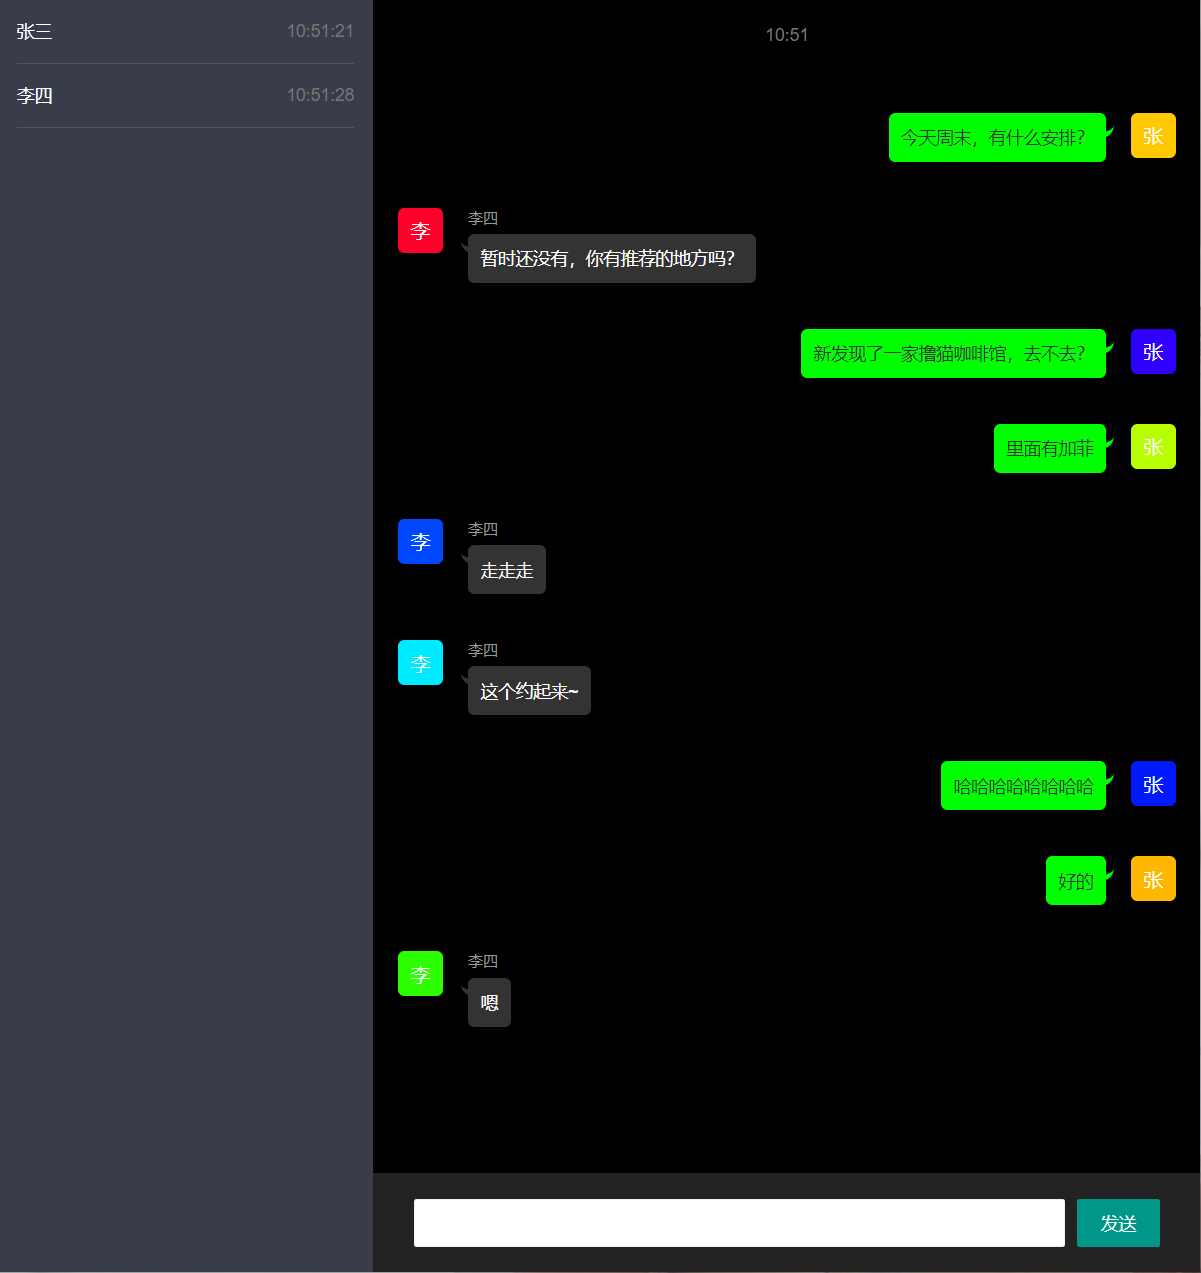 张三 10:51:21
李四 10:51:28
10:51
今天周末，有什么安排？
张
李
李四
暂时还没有，你有推荐的地方吗？
新发现了一家撸猫咖啡馆，去不去？
张
里面有加菲
张
李
李四
走走走
李
李四
这个约起来~
哈哈哈哈哈哈哈哈
张
好的
张
李
李四
嗯
发送